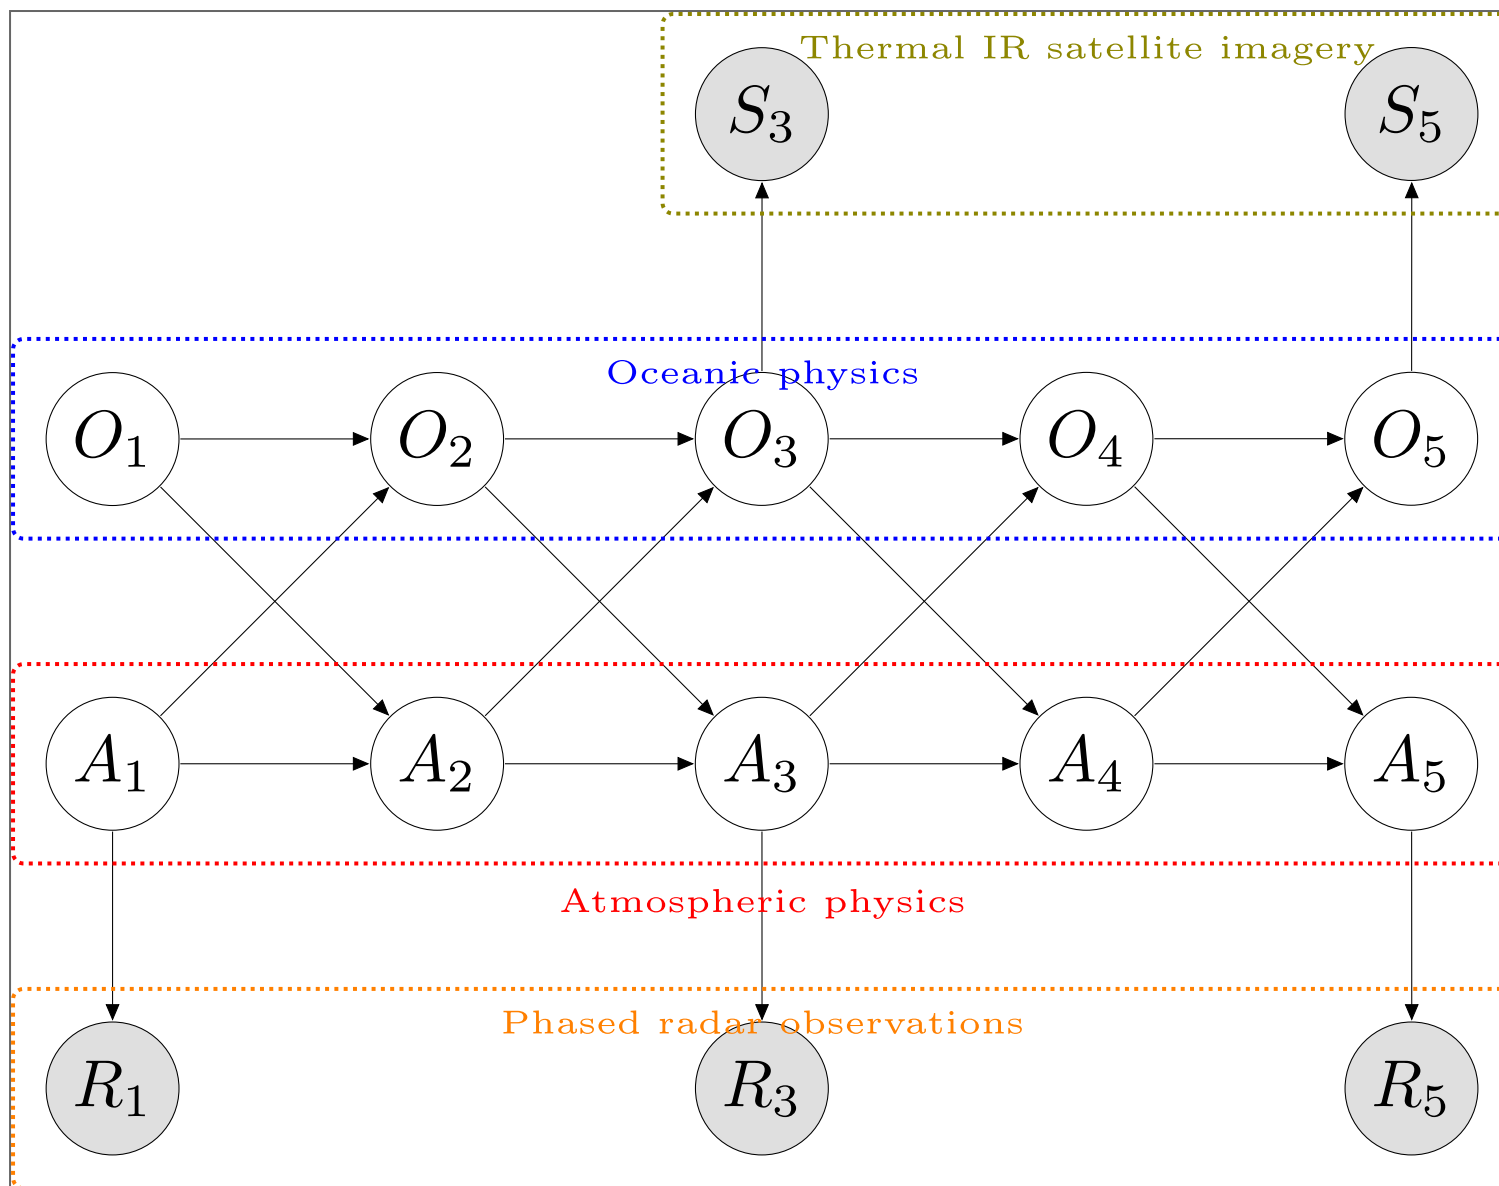 Thermal IR satellite imagery
S₃ S₅
Oceanic physics
O₁ O₂ O₃ O₄ O₅
A₁ A₂ A₃ A₄ A₅
Atmospheric physics
Phased radar observations
R₁ R₃ R₅